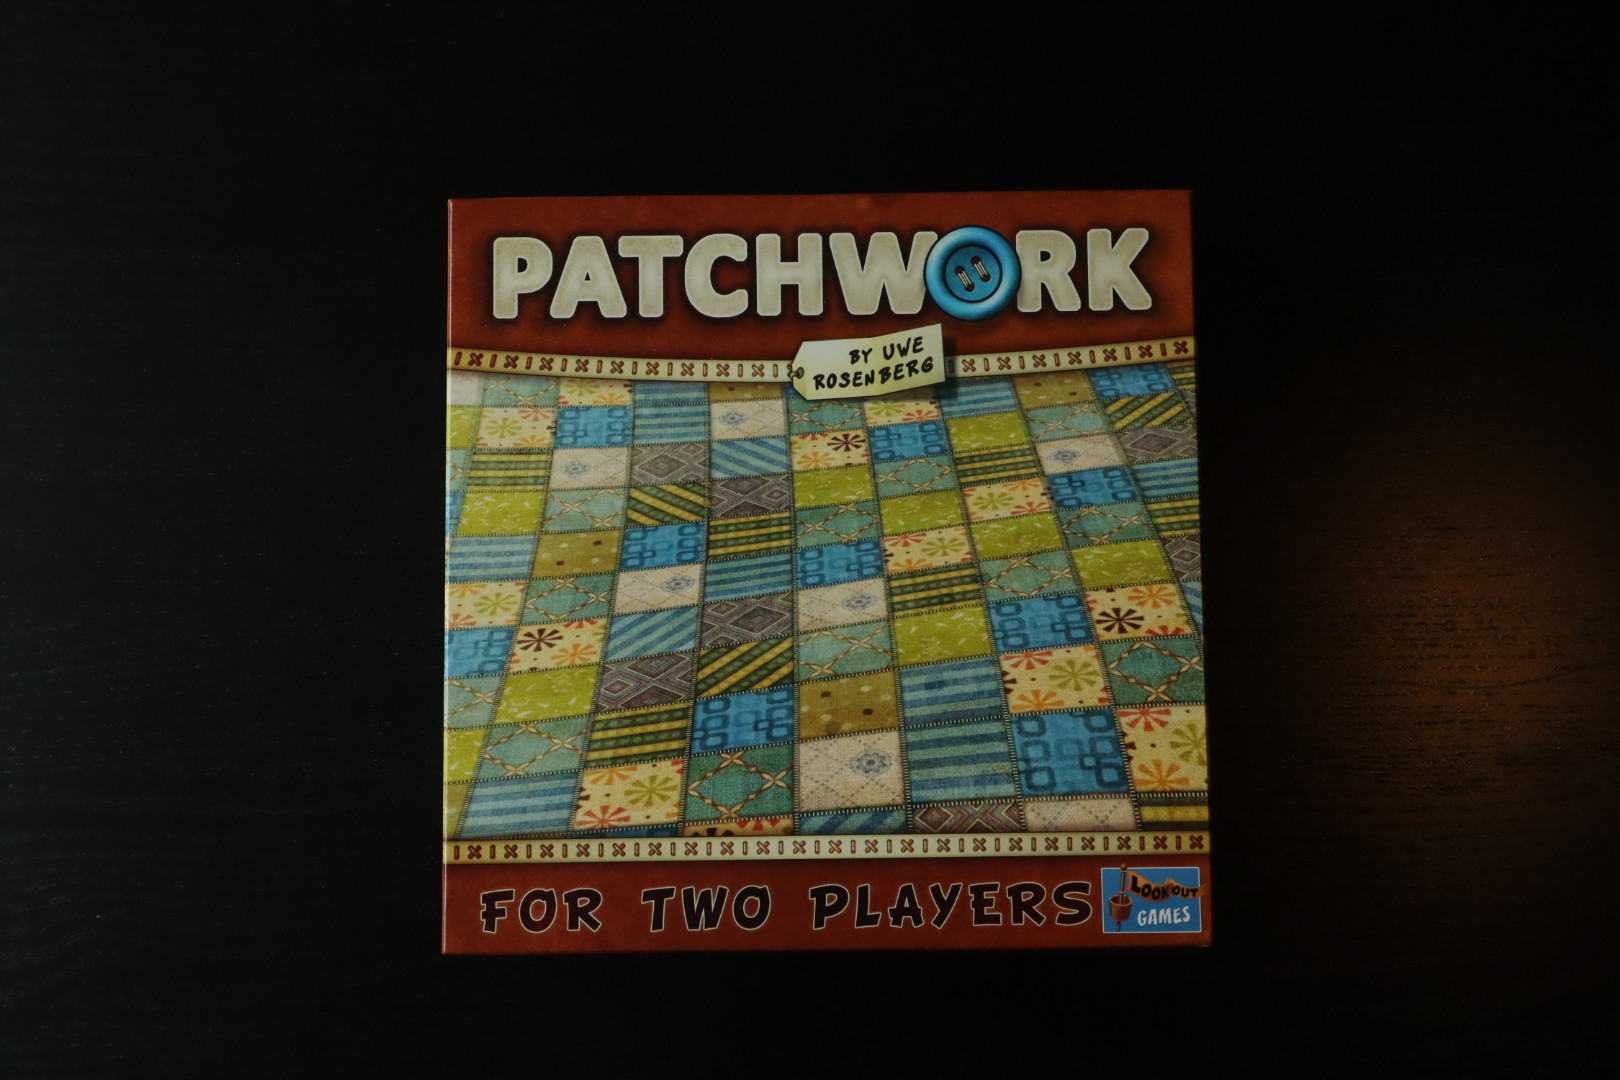 PATCHWORK
BY UWE
ROSENBERG
FOR TWO PLAYERS
LOOKOUT
GAMES